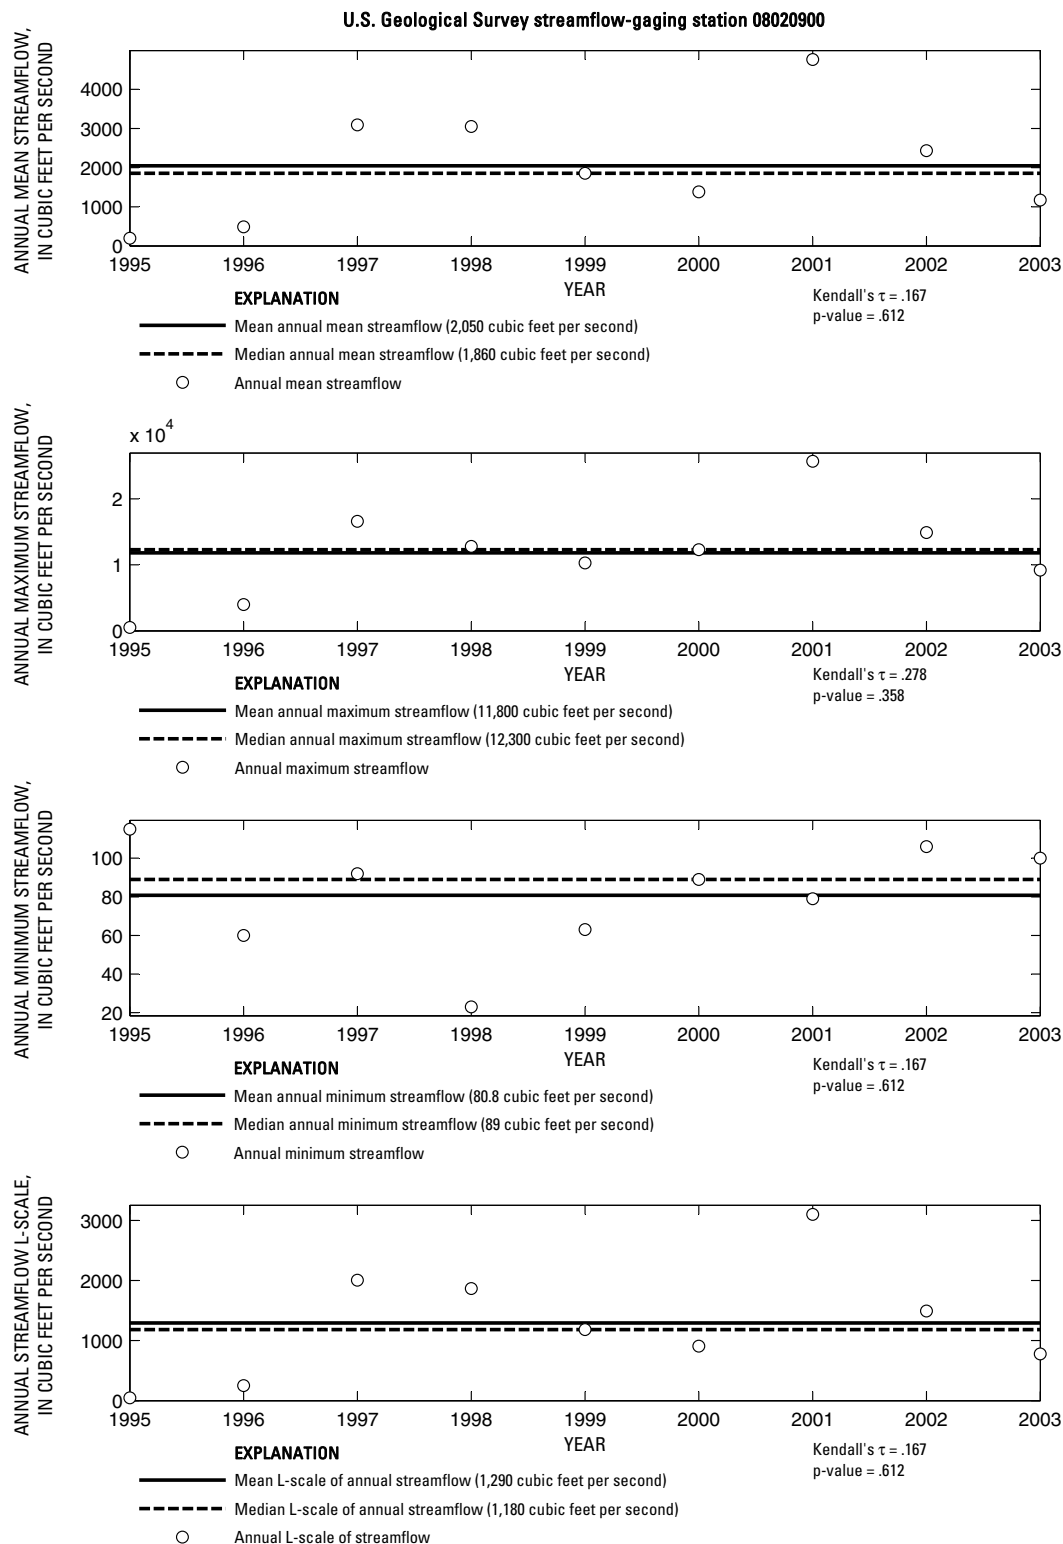 U.S. Geological Survey streamflow-gaging station 08020900
ANNUAL MEAN STREAMFLOW,
IN CUBIC FEET PER SECOND
4000
3000
2000
1000
0
1995 1996 1997 1998 1999 2000 2001 2002 2003
YEAR
Kendall's τ = .167
p-value = .612
EXPLANATION
Mean annual mean streamflow (2,050 cubic feet per second)
Median annual mean streamflow (1,860 cubic feet per second)
Annual mean streamflow
ANNUAL MAXIMUM STREAMFLOW,
IN CUBIC FEET PER SECOND
x 10⁴
2
1
0
1995 1996 1997 1998 1999 2000 2001 2002 2003
YEAR
Kendall's τ = .278
p-value = .358
EXPLANATION
Mean annual maximum streamflow (11,800 cubic feet per second)
Median annual maximum streamflow (12,300 cubic feet per second)
Annual maximum streamflow
ANNUAL MINIMUM STREAMFLOW,
IN CUBIC FEET PER SECOND
100
80
60
40
20
1995 1996 1997 1998 1999 2000 2001 2002 2003
YEAR
Kendall's τ = .167
p-value = .612
EXPLANATION
Mean annual minimum streamflow (80.8 cubic feet per second)
Median annual minimum streamflow (89 cubic feet per second)
Annual minimum streamflow
ANNUAL STREAMFLOW L-SCALE,
IN CUBIC FEET PER SECOND
3000
2000
1000
0
1995 1996 1997 1998 1999 2000 2001 2002 2003
YEAR
Kendall's τ = .167
p-value = .612
EXPLANATION
Mean L-scale of annual streamflow (1,290 cubic feet per second)
Median L-scale of annual streamflow (1,180 cubic feet per second)
Annual L-scale of streamflow